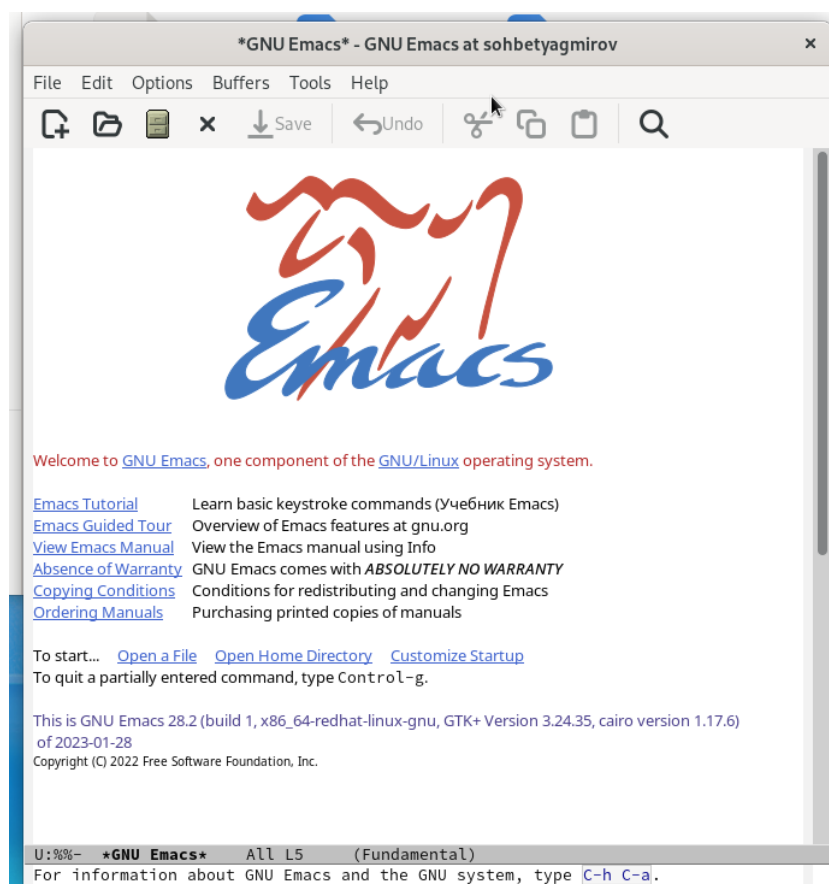 *GNU Emacs* - GNU Emacs at sohbetyagmirov
File Edit Options Buffers Tools Help
Save Undo
Emacs
Welcome to GNU Emacs, one component of the GNU/Linux operating system.
Emacs Tutorial Learn basic keystroke commands (Учебник Emacs)
Emacs Guided Tour Overview of Emacs features at gnu.org
View Emacs Manual View the Emacs manual using Info
Absence of Warranty GNU Emacs comes with ABSOLUTELY NO WARRANTY
Copying Conditions Conditions for redistributing and changing Emacs
Ordering Manuals Purchasing printed copies of manuals
To start... Open a File Open Home Directory Customize Startup
To quit a partially entered command, type Control-g.
This is GNU Emacs 28.2 (build 1, x86_64-redhat-linux-gnu, GTK+ Version 3.24.35, cairo version 1.17.6)
of 2023-01-28
Copyright (C) 2022 Free Software Foundation, Inc.
U:%%- *GNU Emacs* All L5 (Fundamental)
For information about GNU Emacs and the GNU system, type C-h C-a.